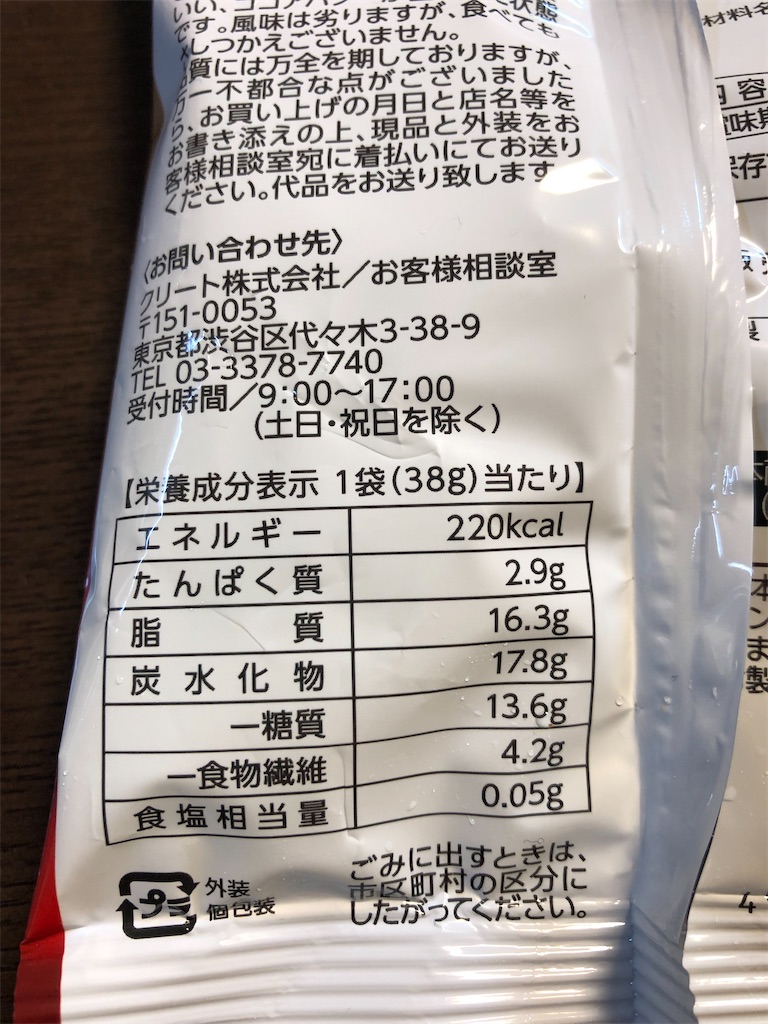 です。風味は劣りますが、食べても
しつかえございません。
質には万全を期しておりますが、
一不都合な点がございました
ら、お買い上げの月日と店名等を
お書き添えの上、現品と外装をお
客様相談室宛に着払いにてお送り
ください。代品をお送り致します
〈お問い合わせ先〉
クリート株式会社/お客様相談室
〒151-0053
東京都渋谷区代々木3-38-9
TEL 03-3378-7740
受付時間/9:00〜17:00
(土日・祝日を除く)
【栄養成分表示 1袋(38g)当たり】
エネルギー 220kcal
たんぱく質 2.9g
脂質 16.3g
炭水化物 17.8g
ー糖質 13.6g
ー食物繊維 4.2g
食塩相当量 0.05g
プラ 外装
個包装
ごみに出すときは、
市区町村の区分に
したがってください。
材料名
内容
味期
保存